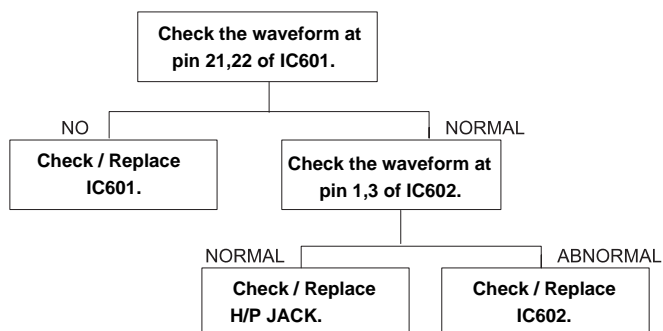 Check the waveform at
pin 21,22 of IC601.
NO
NORMAL
Check / Replace
IC601.
Check the waveform at
pin 1,3 of IC602.
NORMAL
ABNORMAL
Check / Replace
H/P JACK.
Check / Replace
IC602.